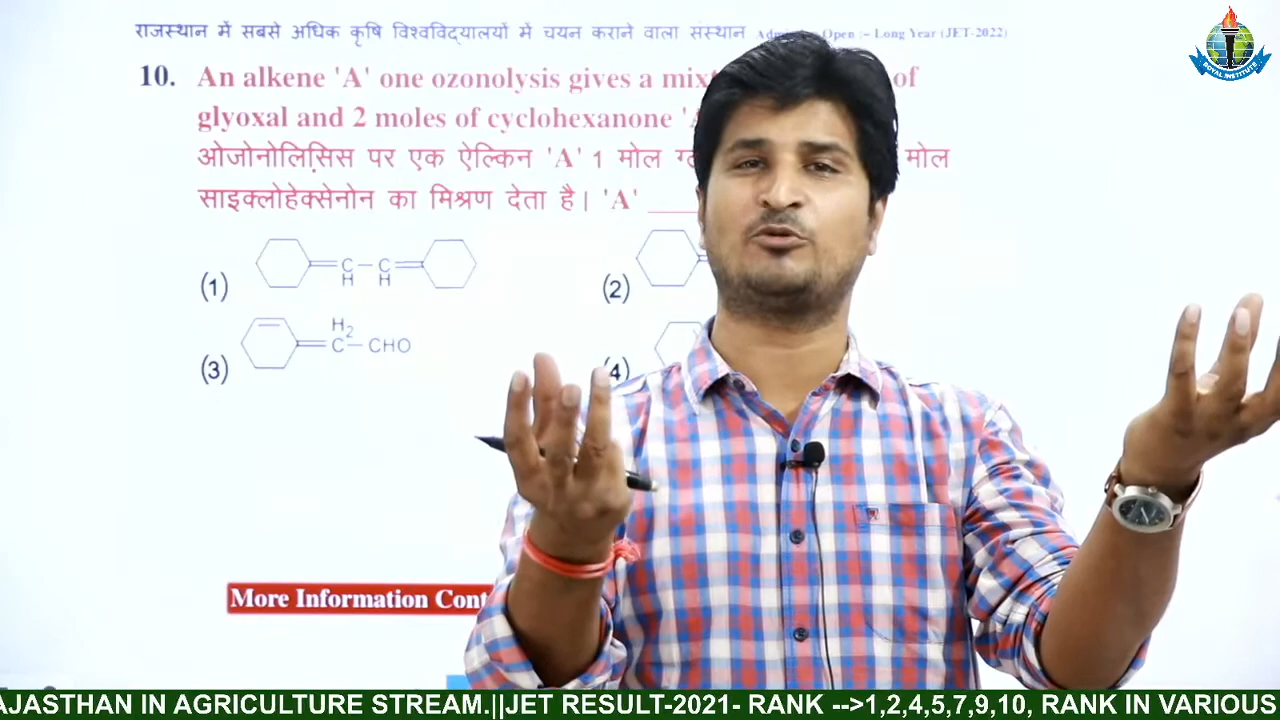 राजस्थान में सबसे अधिक कृषि विश्वविद्यालयों में चयन कराने वाला संस्थान Open :- Long Year (JET-2022)
10. An alkene 'A' one ozonolysis gives a of
glyoxal and 2 moles of cyclohexanone
ओजोनोलिसिस पर एक ऐल्किन 'A' 1 मोल मोल
साइक्लोहेक्सेनोन का मिश्रण देता है। 'A' ____
(1) C H C H
(2)
(3) C H2 CHO
(4)
More Information
ROYAL INSTITUTE
AJASTHAN IN AGRICULTURE STREAM.||JET RESULT-2021- RANK -->1,2,4,5,7,9,10, RANK IN VARIOUS